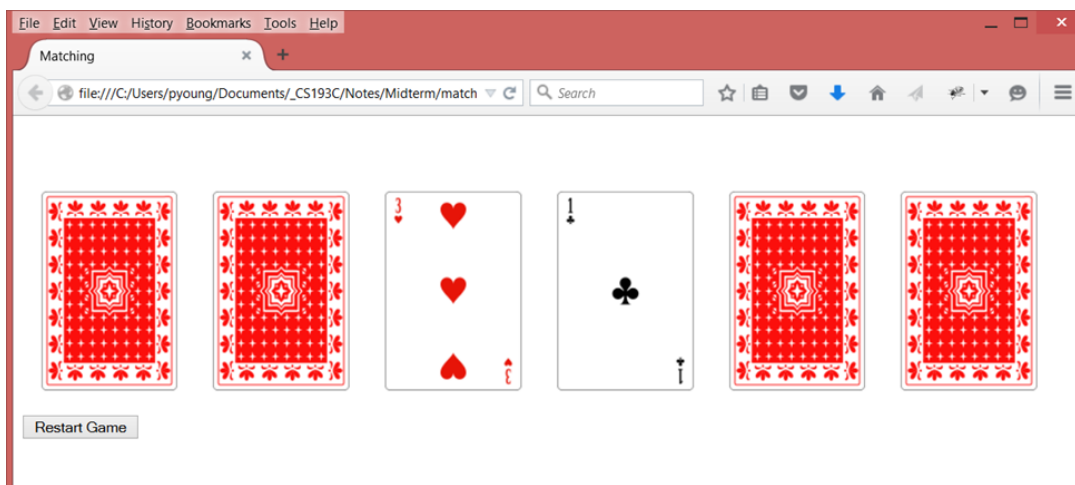 File Edit View History Bookmarks Tools Help
Matching
file:///C:/Users/pyoung/Documents/_CS193C/Notes/Midterm/match Search
3 1
3 1
Restart Game